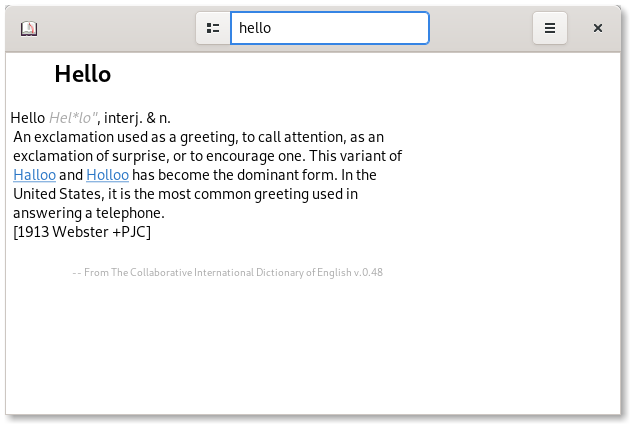 hello
Hello
Hello Hel*lo", interj. & n.
An exclamation used as a greeting, to call attention, as an
exclamation of surprise, or to encourage one. This variant of
Halloo and Holloo has become the dominant form. In the
United States, it is the most common greeting used in
answering a telephone.
[1913 Webster +PJC]
-- From The Collaborative International Dictionary of English v.0.48